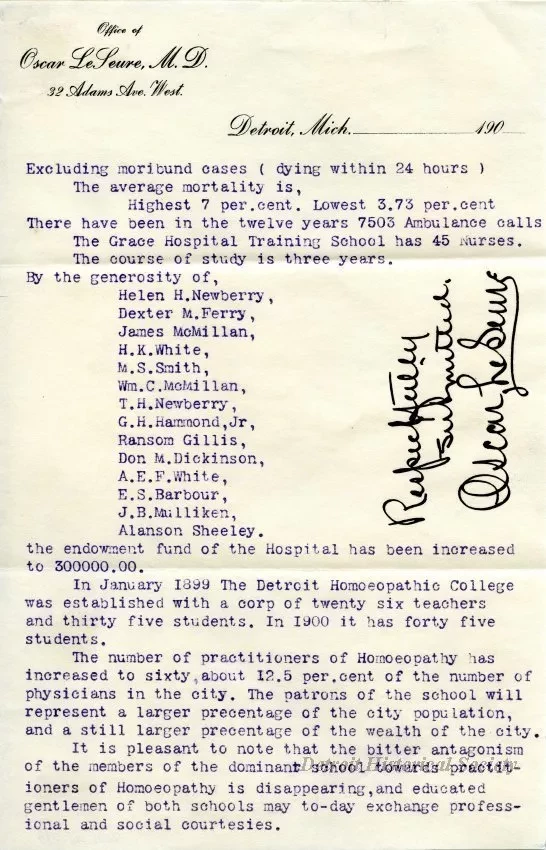 Office of
Oscar LeSeure, M. D.
32 Adams Ave. West.
Detroit, Mich. 190
Excluding moribund cases ( dying within 24 hours )
The average mortality is,
Highest 7 per.cent. Lowest 3.73 per.cent
There have been in the twelve years 7503 Ambulance calls
The Grace Hospital Training School has 45 Nurses.
The course of study is three years.
By the generosity of,
Helen H.Newberry,
Dexter M.Ferry,
James McMillan,
H.K.White,
M.S.Smith,
Wm.C.McMillan,
T.H.Newberry,
G.H.Hammond,Jr,
Ransom Gillis,
Don M.Dickinson,
A.E.F.White,
E.S.Barbour,
J.B.Mulliken,
Alanson Sheeley.
Respectfully
submitted.
Oscar LeSeure
the endowment fund of the Hospital has been increased
to 300000.00.
In January I899 The Detroit Homoeopathic College
was established with a corp of twenty six teachers
and thirty five students. In I900 it has forty five
students.
The number of practitioners of Homoeopathy has
increased to sixty,about I2.5 per.cent of the number of
physicians in the city. The patrons of the school will
represent a larger precentage of the city population,
and a still larger precentage of the wealth of the city.
It is pleasant to note that the bitter antagonism
of the members of the dominant school towards practit-
ioners of Homoeopathy is disappearing,and educated
gentlemen of both schools may to-day exchange profess-
ional and social courtesies.
Detroit Historical Society